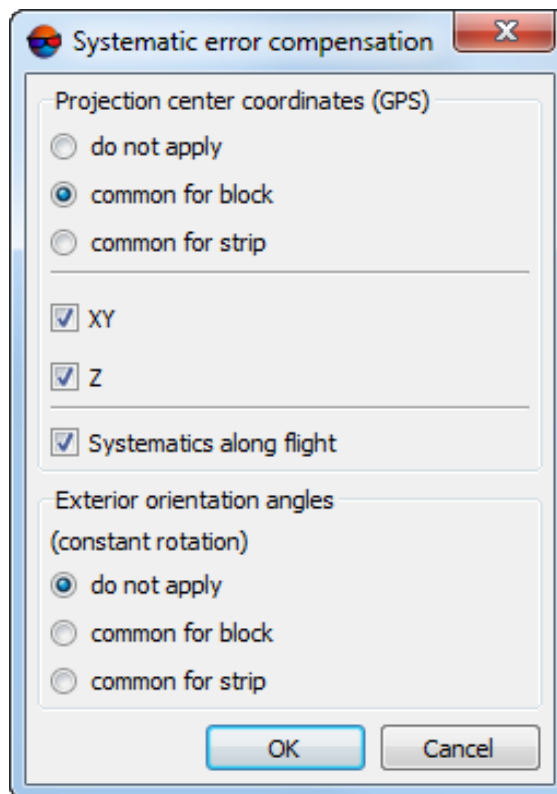 Systematic error compensation
Projection center coordinates (GPS)
do not apply
common for block
common for strip
XY
Z
Systematics along flight
Exterior orientation angles
(constant rotation)
do not apply
common for block
common for strip
OK Cancel